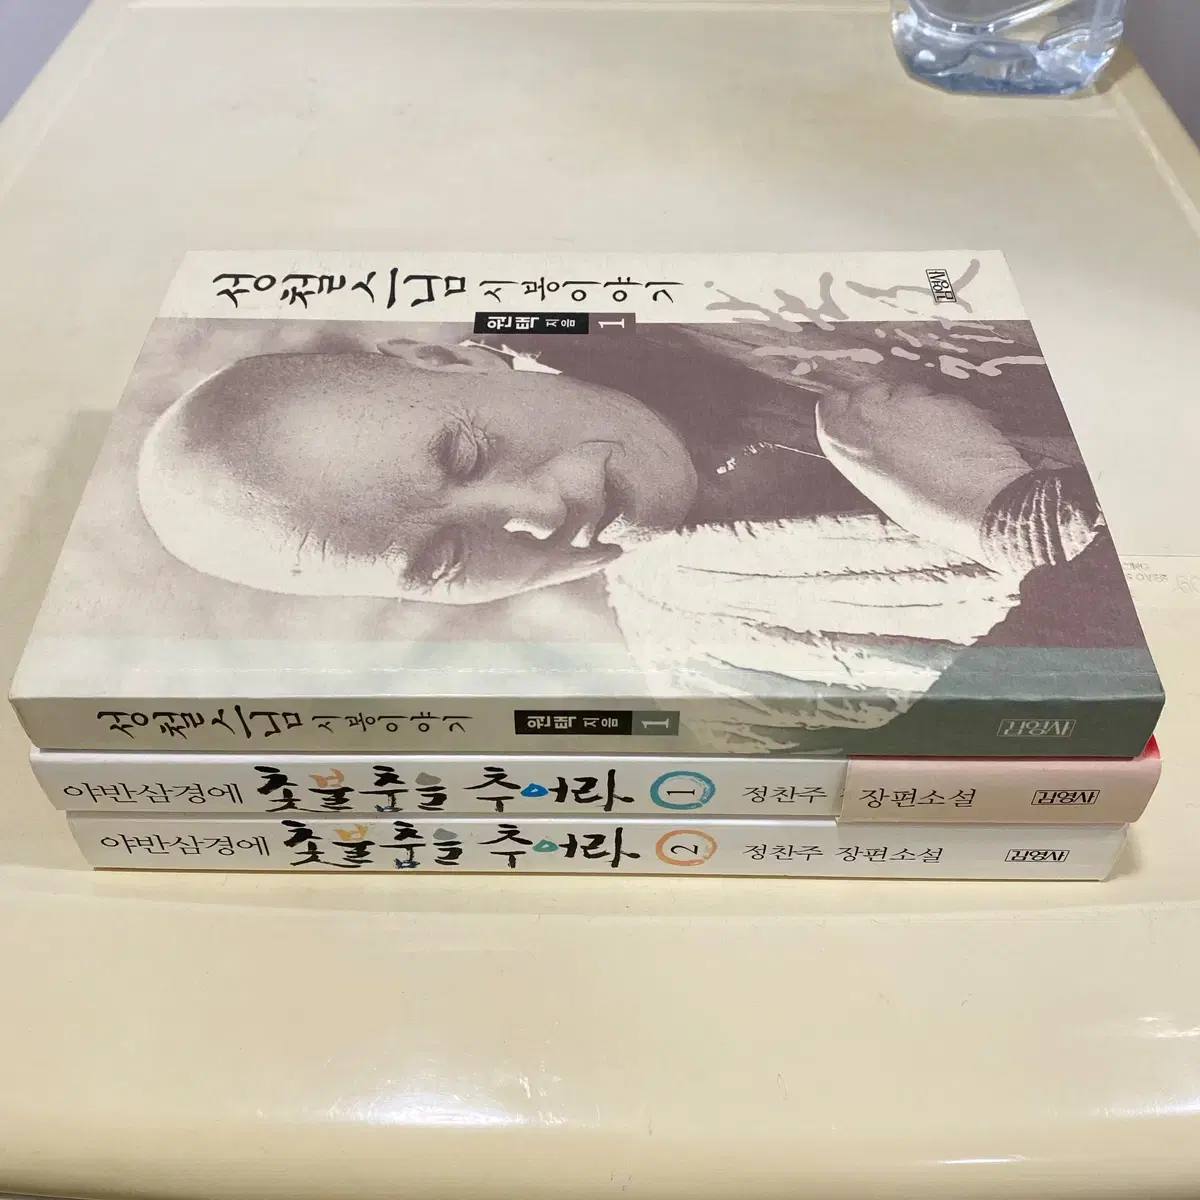 성철스님 시봉이야기
원택 지음 1
김영사
성철스님 시봉이야기 원택 지음 1 김영사
야반삼경에 촛불춤을 추어라 1 정찬주 장편소설 김영사
야반삼경에 촛불춤을 추어라 2 정찬주 장편소설 김영사